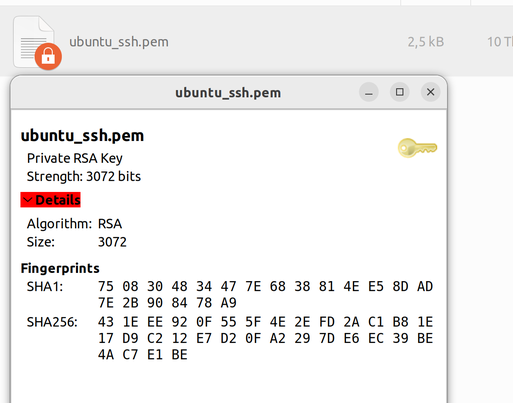 ubuntu_ssh.pem 2,5 kB 10 Th
ubuntu_ssh.pem
ubuntu_ssh.pem
Private RSA Key
Strength: 3072 bits
Details
Algorithm: RSA
Size: 3072
Fingerprints
SHA1: 75 08 30 48 34 47 7E 68 38 81 4E E5 8D AD
7E 2B 90 84 78 A9
SHA256: 43 1E EE 92 0F 55 5F 4E 2E FD 2A C1 B8 1E
17 D9 C2 12 E7 D2 0F A2 29 7D E6 EC 39 BE
4A C7 E1 BE